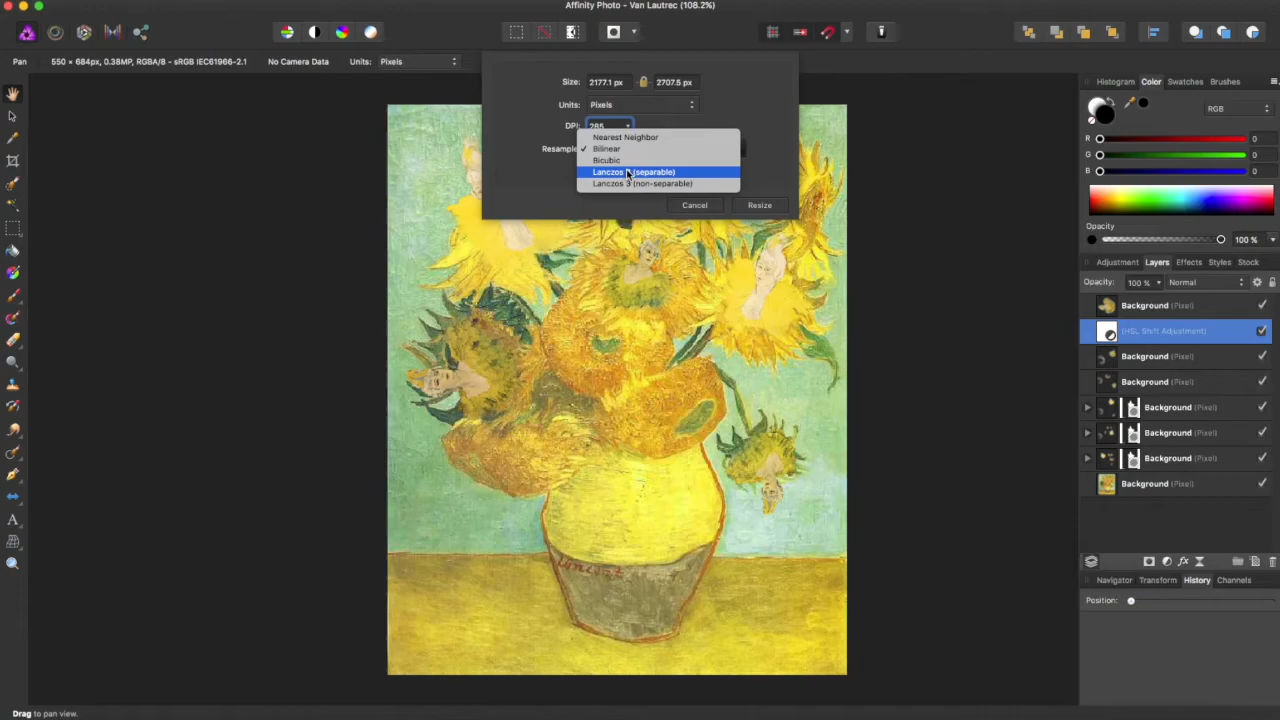 Affinity Photo - Van Lautrec (108.2%)
Pan
550 × 684px, 0.38MP, RGBA/8 - sRGB IEC61966-2.1
No Camera Data
Units: Pixels
Size: 2177.1 px 2707.5 px
Units: Pixels
DPI: 285
Resample
Nearest Neighbor
✓ Bilinear
Bicubic
Lanczos (separable)
Lanczos 3 (non-separable)
Cancel
Resize
Vincent
Histogram Color Swatches Brushes
RGB
R 0
G 0
B 0
Opacity
100 %
Adjustment Layers Effects Styles Stock
Opacity: 100 % Normal
Background (Pixel)
(HSL Shift Adjustment)
Background (Pixel)
Background (Pixel)
Background (Pixel)
Background (Pixel)
Background (Pixel)
Background (Pixel)
Navigator Transform History Channels
Position:
Drag to pan view.